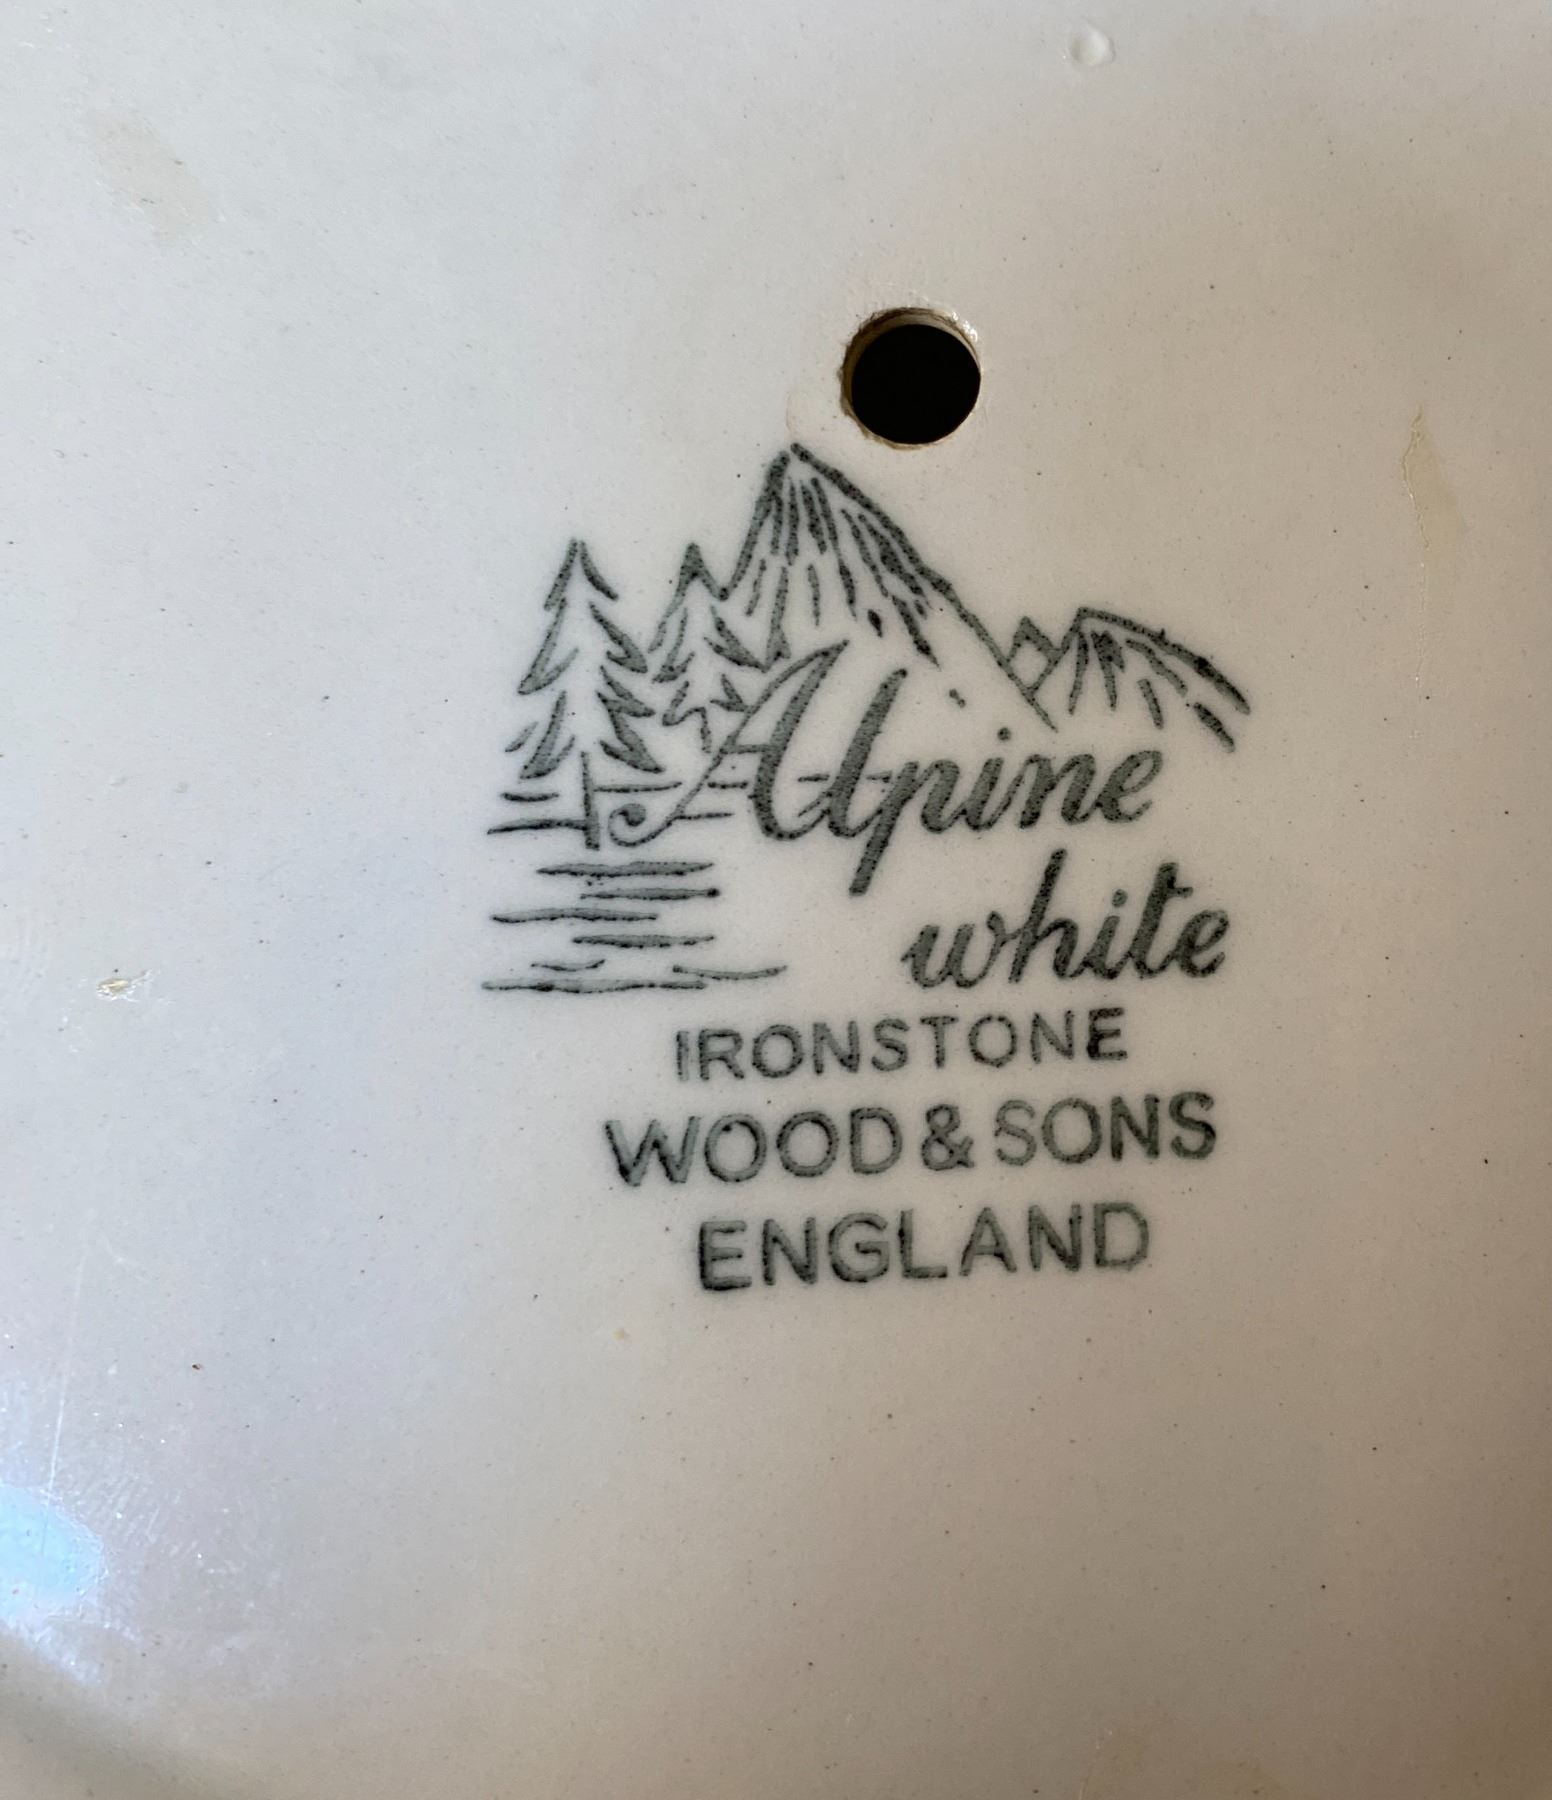 Alpine
white
IRONSTONE
WOOD & SONS
ENGLAND